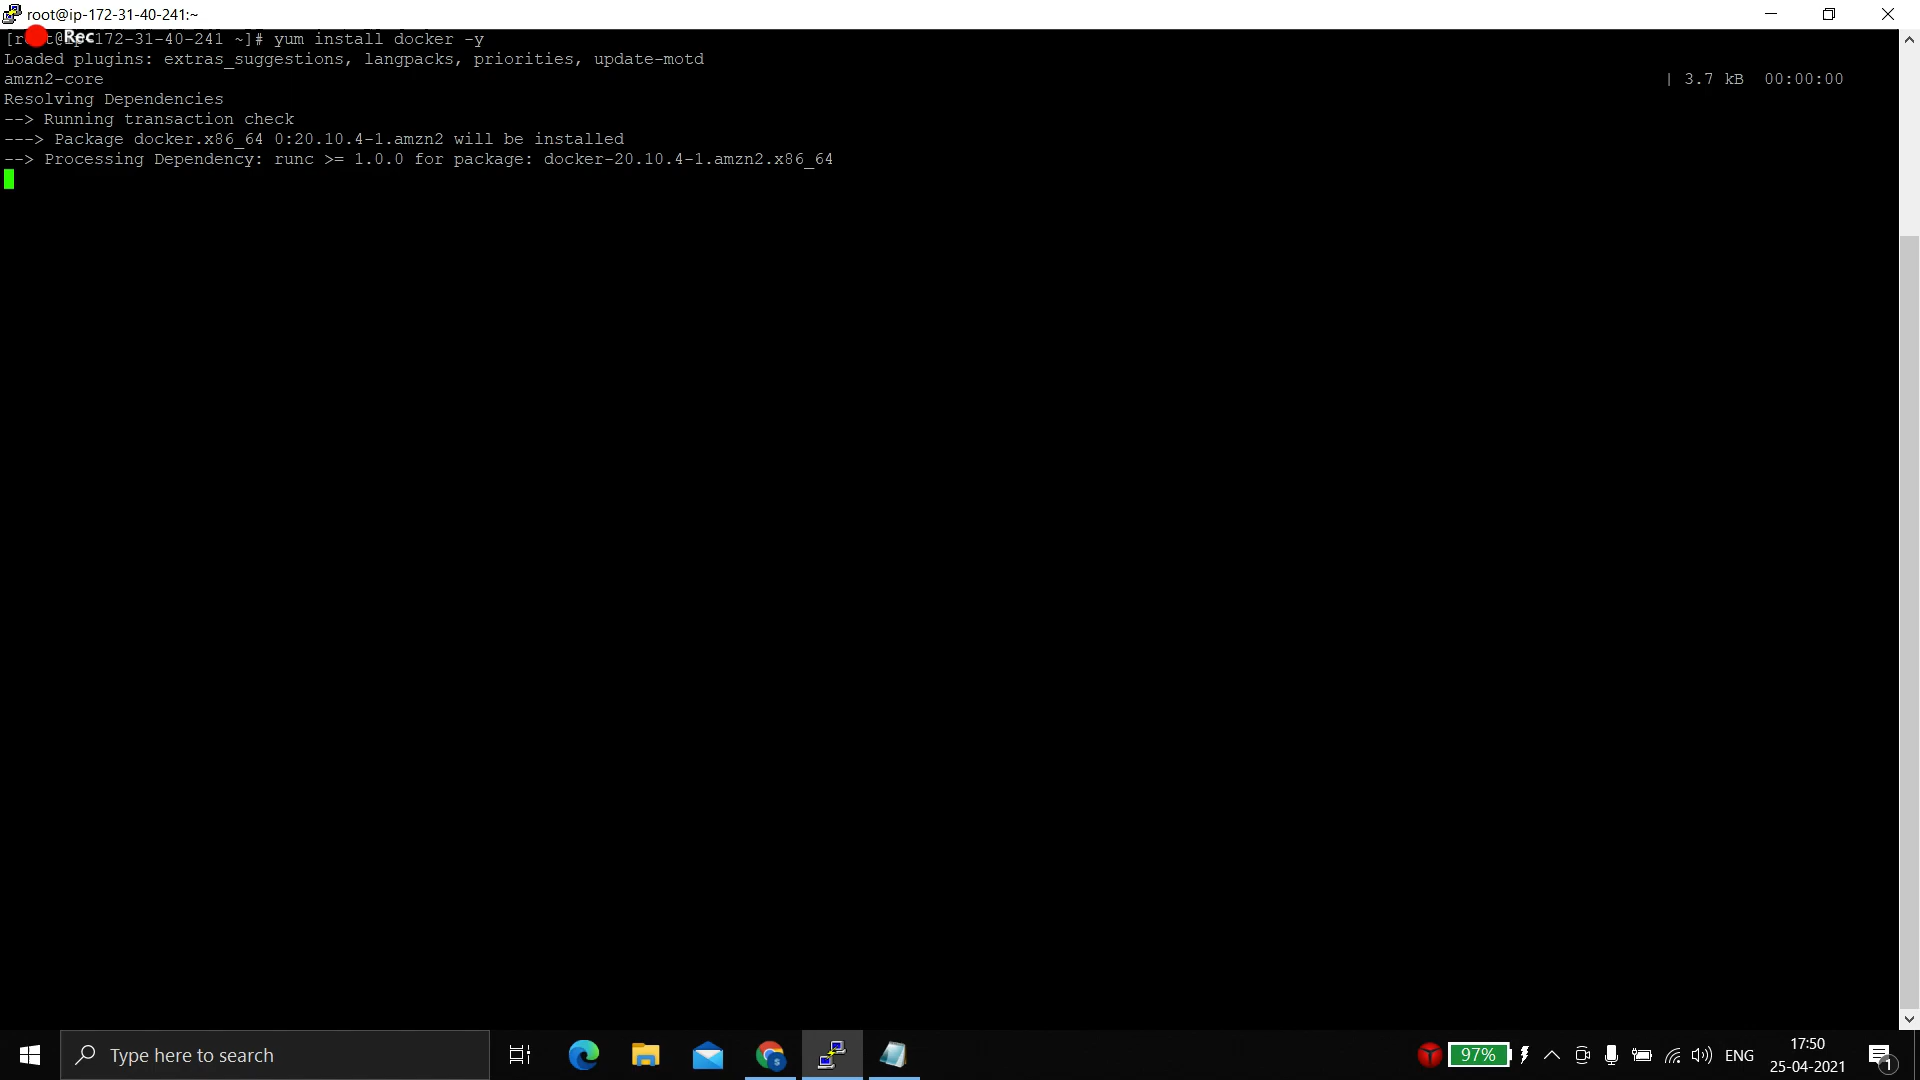 root@ip-172-31-40-241:~
Rec
172-31-40-241 ~]# yum install docker -y
Loaded plugins: extras_suggestions, langpacks, priorities, update-motd
amzn2-core | 3.7 kB 00:00:00
Resolving Dependencies
--> Running transaction check
---> Package docker.x86_64 0:20.10.4-1.amzn2 will be installed
--> Processing Dependency: runc >= 1.0.0 for package: docker-20.10.4-1.amzn2.x86_64
Type here to search
97%
ENG
17:50
25-04-2021
1